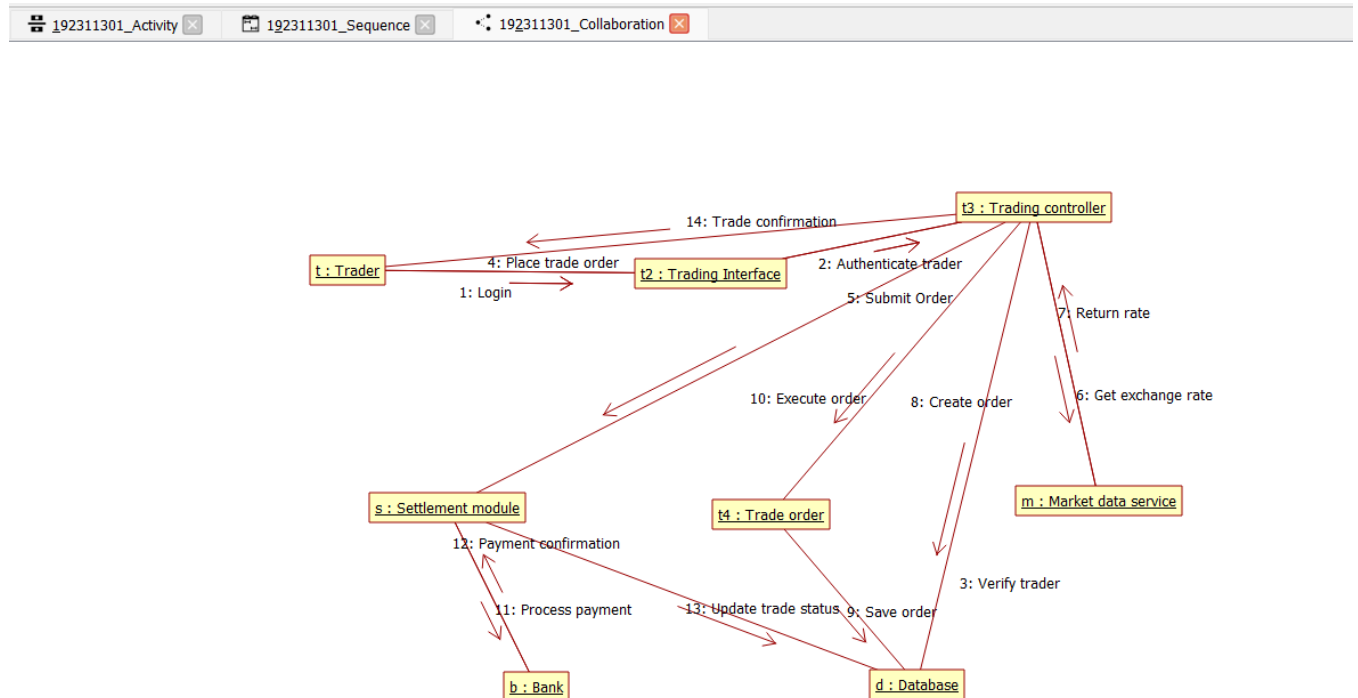 192311301_Activity
192311301_Sequence
192311301_Collaboration
t3 : Trading controller
14: Trade confirmation
4: Place trade order
2: Authenticate trader
t : Trader
t2 : Trading Interface
1: Login
5: Submit Order
7: Return rate
10: Execute order
8: Create order
6: Get exchange rate
s : Settlement module
t4 : Trade order
m : Market data service
12: Payment confirmation
3: Verify trader
11: Process payment
13: Update trade status
9: Save order
b : Bank
d : Database